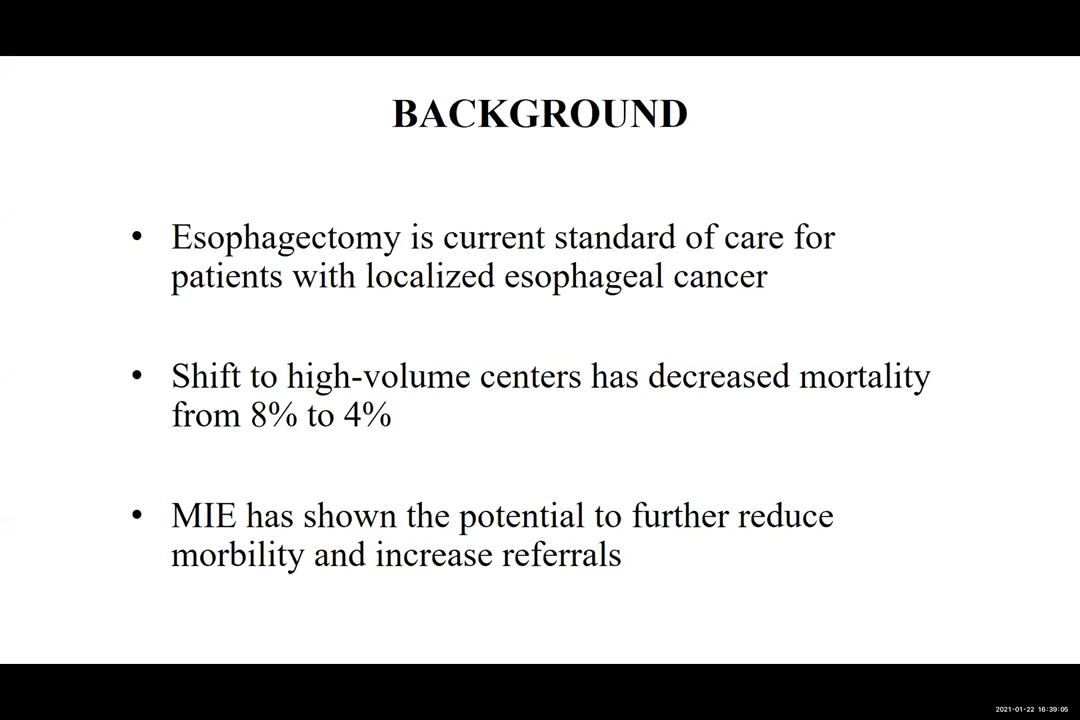 BACKGROUND
• Esophagectomy is current standard of care for
patients with localized esophageal cancer
• Shift to high-volume centers has decreased mortality
from 8% to 4%
• MIE has shown the potential to further reduce
morbility and increase referrals
2021-01-22 16:39:05